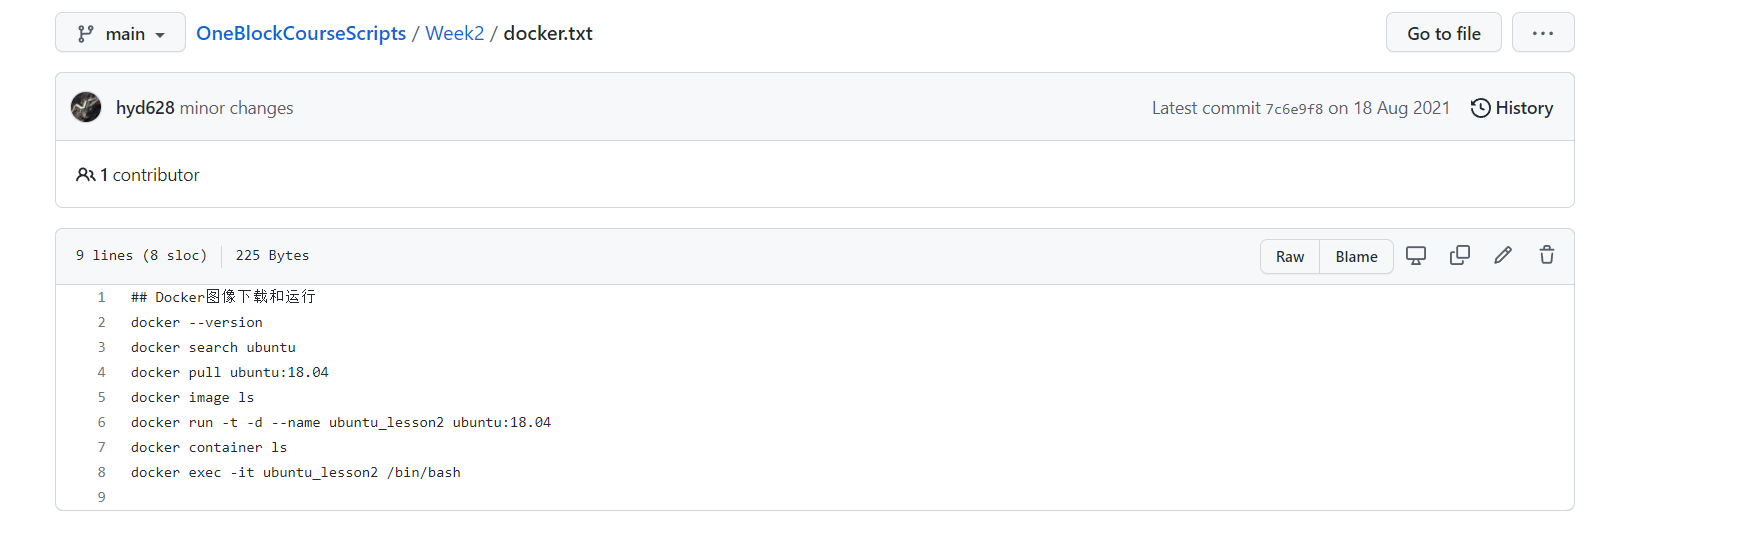 main
OneBlockCourseScripts / Week2 / docker.txt
Go to file
...
hyd628 minor changes
Latest commit 7c6e9f8 on 18 Aug 2021
History
1 contributor
9 lines (8 sloc)
225 Bytes
Raw
Blame
1 ## Docker图像下载和运行
2 docker --version
3 docker search ubuntu
4 docker pull ubuntu:18.04
5 docker image ls
6 docker run -t -d --name ubuntu_lesson2 ubuntu:18.04
7 docker container ls
8 docker exec -it ubuntu_lesson2 /bin/bash
9